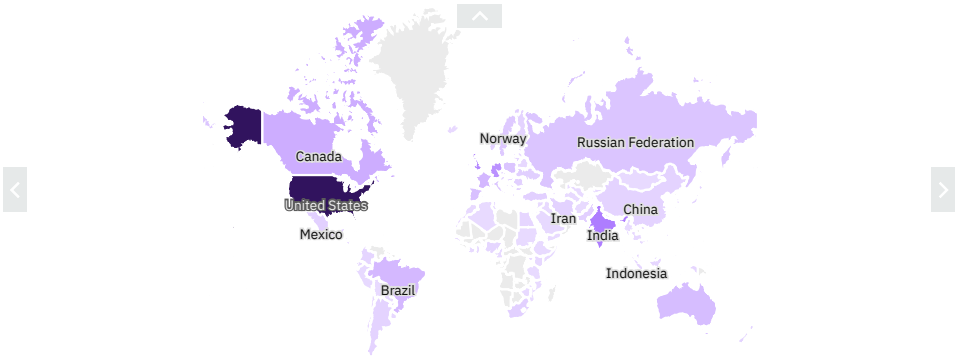 Norway
Russian Federation
Canada
United States
China
Iran
Mexico
India
Indonesia
Brazil